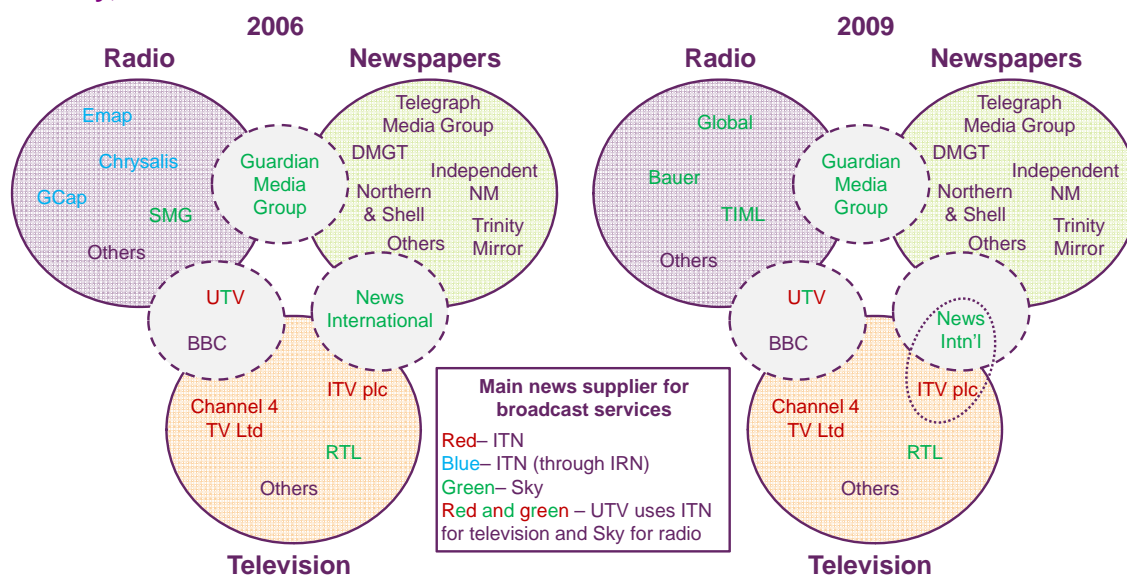 2006
Radio
Newspapers
Emap
Chrysalis
GCap
SMG
Others
Guardian
Media
Group
Telegraph
Media Group
DMGT
Independent
NM
Northern
& Shell
Trinity
Mirror
Others
UTV
BBC
News
International
ITV plc
Channel 4
TV Ltd
RTL
Others
Television
Main news supplier for
broadcast services
Red– ITN
Blue– ITN (through IRN)
Green– Sky
Red and green – UTV uses ITN
for television and Sky for radio
2009
Radio
Newspapers
Global
Bauer
TIML
Others
Guardian
Media
Group
Telegraph
Media Group
DMGT
Independent
NM
Northern
& Shell
Trinity
Mirror
Others
UTV
BBC
News
Intn'l
ITV plc
Channel 4
TV Ltd
RTL
Others
Television